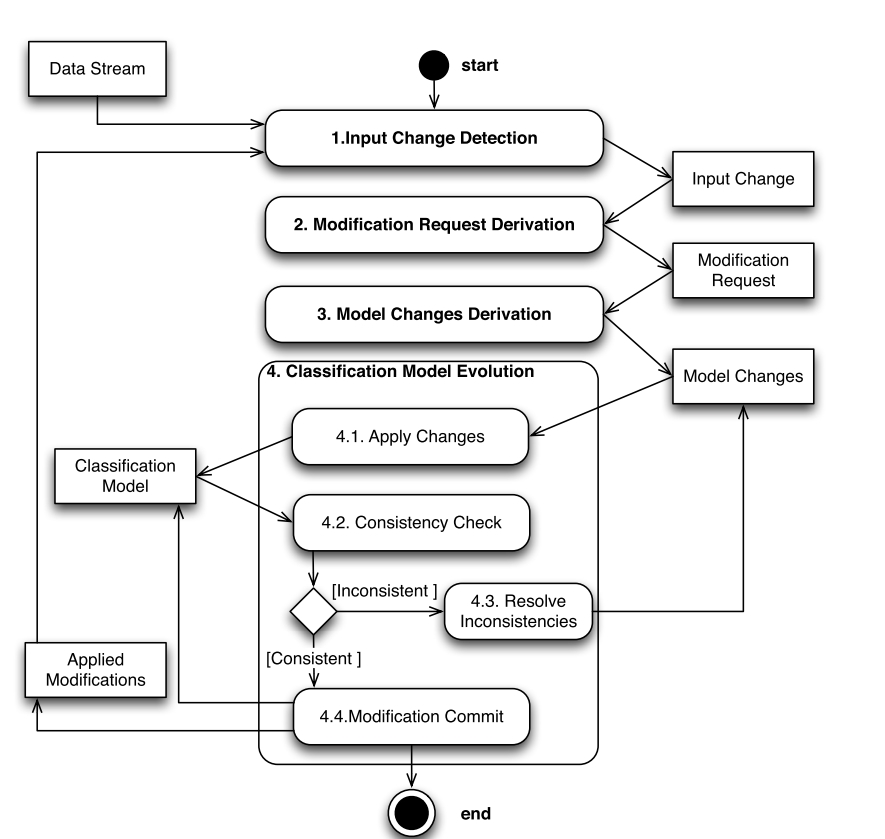 Data Stream
start
1.Input Change Detection
Input Change
2. Modification Request Derivation
Modification
Request
3. Model Changes Derivation
4. Classification Model Evolution
Model Changes
4.1. Apply Changes
Classification
Model
4.2. Consistency Check
[Inconsistent ]
4.3. Resolve
Inconsistencies
[Consistent ]
Applied
Modifications
4.4.Modification Commit
end